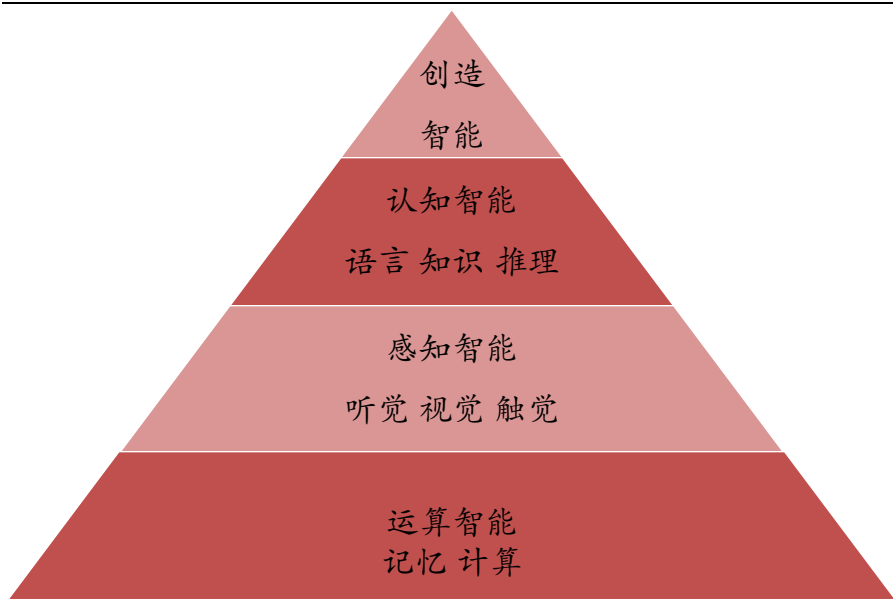 创造
智能
认知智能
语言 知识 推理
感知智能
听觉 视觉 触觉
运算智能
记忆 计算